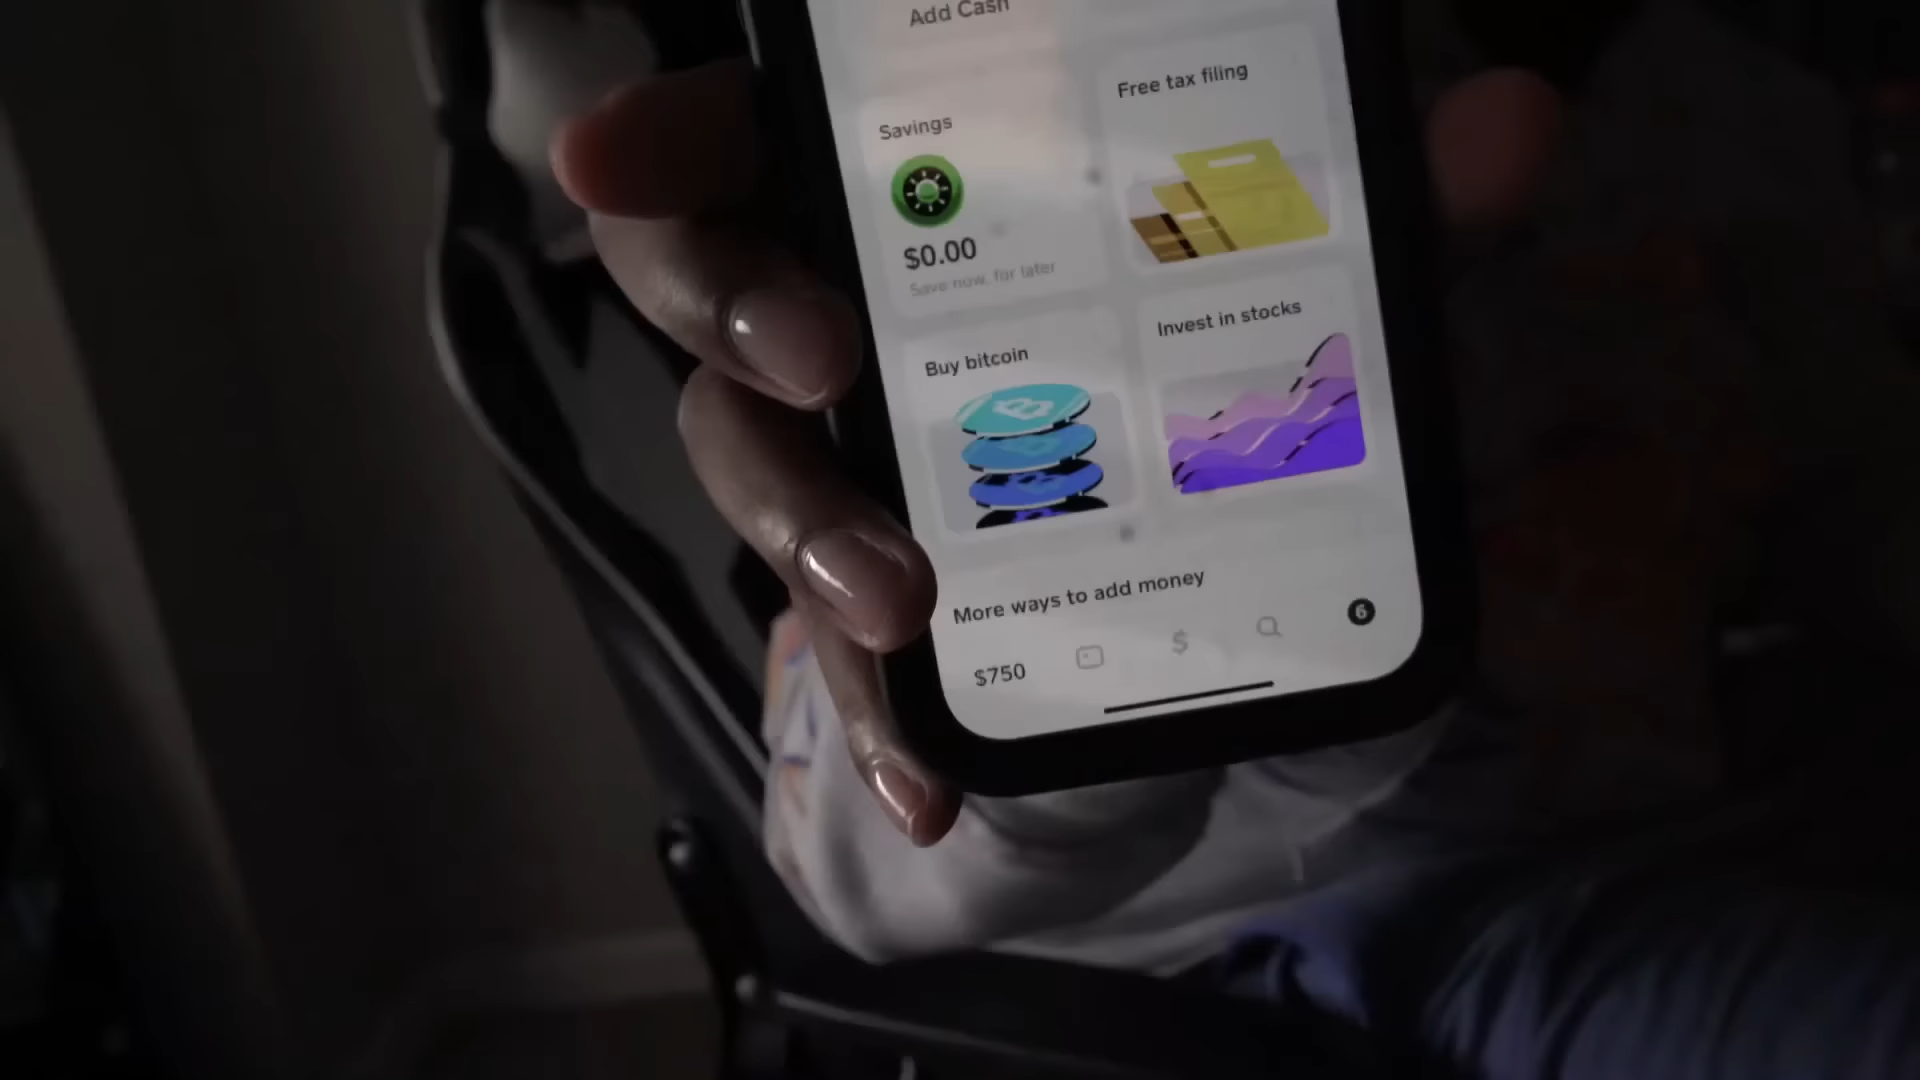 Add Cash
Free tax filing
Savings
$0.00
Save now, for later
Invest in stocks
Buy bitcoin
More ways to add money
$750
$
6